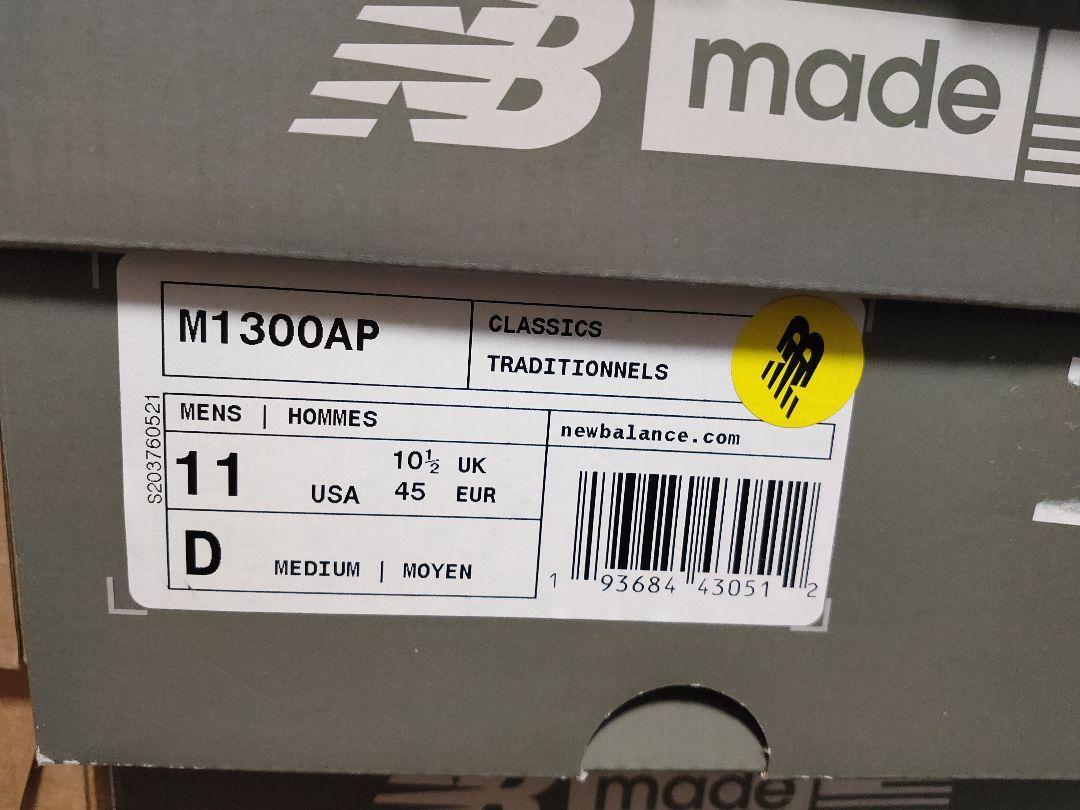 NB made
M1300AP
CLASSICS
TRADITIONNELS
S203760521
MENS | HOMMES
newbalance.com
11 USA
10½ UK
45 EUR
D MEDIUM | MOYEN
1 93684 43051 2
made